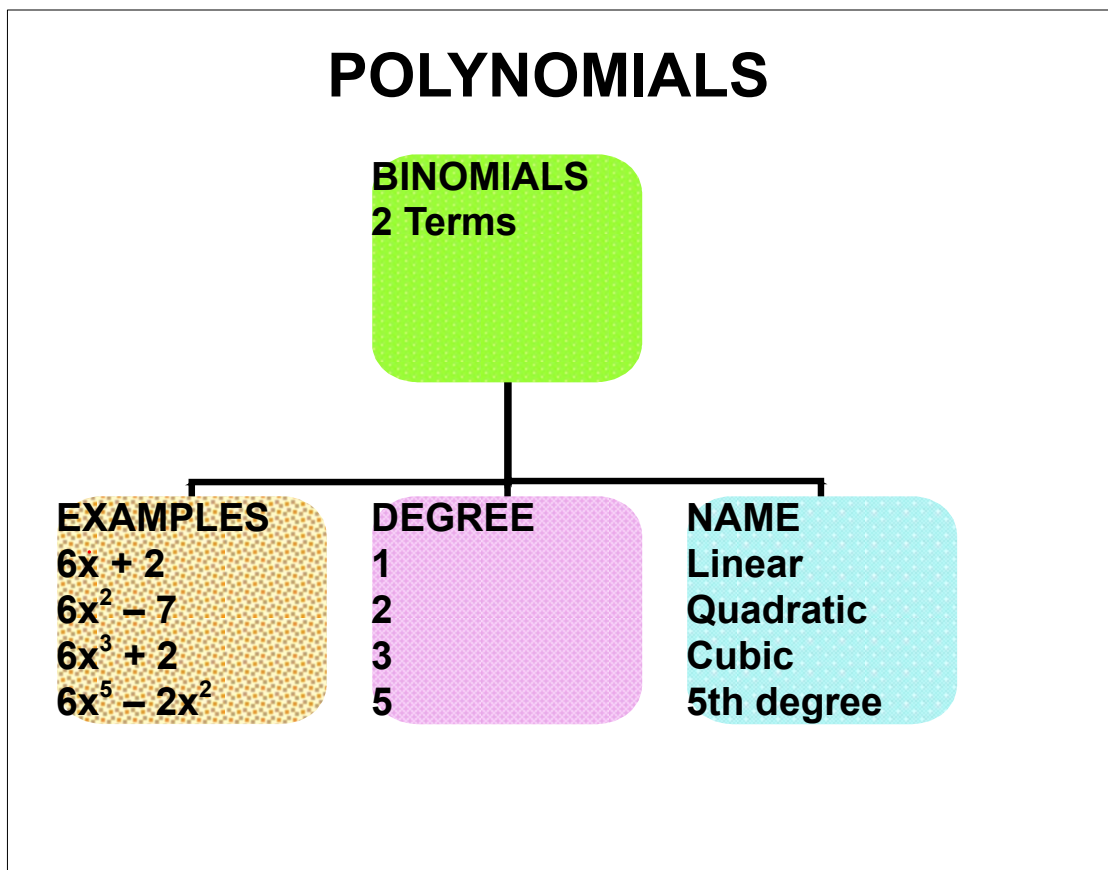 POLYNOMIALS
BINOMIALS
2 Terms
EXAMPLES
6x + 2
6x² – 7
6x³ + 2
6x⁵ – 2x²
DEGREE
1
2
3
5
NAME
Linear
Quadratic
Cubic
5th degree